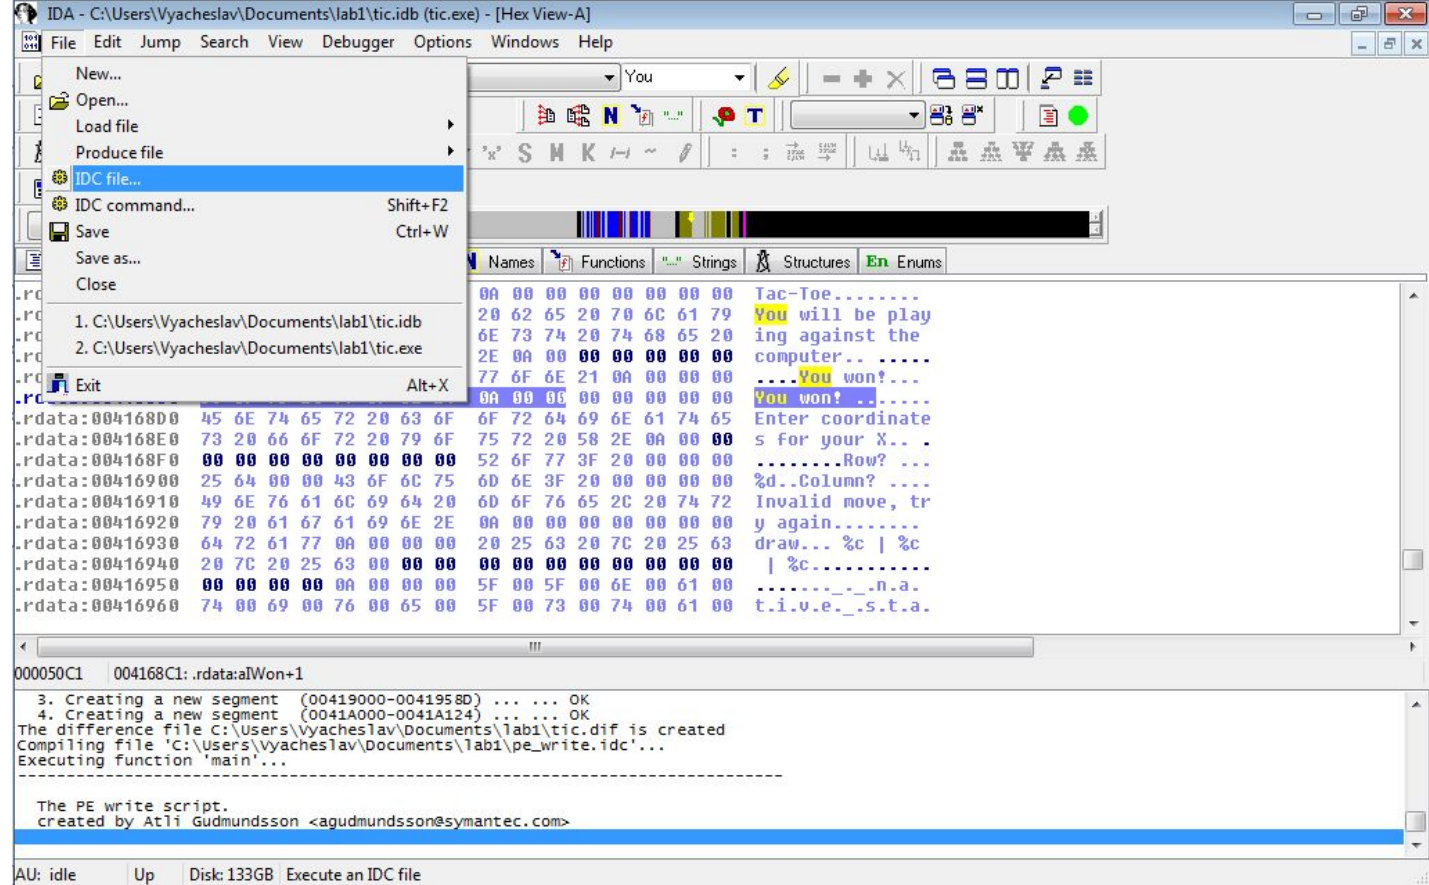 IDA - C:\Users\Vyacheslav\Documents\lab1\tic.idb (tic.exe) - [Hex View-A]
File Edit Jump Search View Debugger Options Windows Help
New...
Open...
Load file
Produce file
IDC file...
IDC command... Shift+F2
Save Ctrl+W
Save as...
Close
1. C:\Users\Vyacheslav\Documents\lab1\tic.idb
2. C:\Users\Vyacheslav\Documents\lab1\tic.exe
Exit Alt+X
You
N "..." T
'x' S M K
: ;
Names Functions "..." Strings Structures En Enums
0A 00 00 00 00 00 00 00 Tac-Toe........
20 62 65 20 70 6C 61 79 You will be play
6E 73 74 20 74 68 65 20 ing against the
2E 0A 00 00 00 00 00 00 computer.. .....
77 6F 6E 21 0A 00 00 00 ....You won!...
0A 00 00 00 00 00 00 00 You won! .......
.rdata:004168D0 45 6E 74 65 72 20 63 6F 6F 72 64 69 6E 61 74 65 Enter coordinate
.rdata:004168E0 73 20 66 6F 72 20 79 6F 75 72 20 58 2E 0A 00 00 s for your X.. .
.rdata:004168F0 00 00 00 00 00 00 00 00 52 6F 77 3F 20 00 00 00 ........Row? ...
.rdata:00416900 25 64 00 00 43 6F 6C 75 6D 6E 3F 20 00 00 00 00 %d..Column? ....
.rdata:00416910 49 6E 76 61 6C 69 64 20 6D 6F 76 65 2C 20 74 72 Invalid move, tr
.rdata:00416920 79 20 61 67 61 69 6E 2E 0A 00 00 00 00 00 00 00 y again........
.rdata:00416930 64 72 61 77 0A 00 00 00 20 25 63 20 7C 20 25 63 draw... %c | %c
.rdata:00416940 20 7C 20 25 63 00 00 00 00 00 00 00 00 00 00 00 | %c...........
.rdata:00416950 00 00 00 00 0A 00 00 00 5F 00 5F 00 6E 00 61 00 ........_._.n.a.
.rdata:00416960 74 00 69 00 76 00 65 00 5F 00 73 00 74 00 61 00 t.i.v.e._.s.t.a.
000050C1 004168C1: .rdata:aIWon+1
3. Creating a new segment (00419000-0041958D) ... ... OK
4. Creating a new segment (0041A000-0041A124) ... ... OK
The difference file C:\Users\Vyacheslav\Documents\lab1\tic.dif is created
Compiling file 'C:\Users\Vyacheslav\Documents\lab1\pe_write.idc'...
Executing function 'main'...
-----------------------------------------------------------------------------
The PE write script.
created by Atli Gudmundsson <agudmundsson@symantec.com>
AU: idle Up Disk: 133GB Execute an IDC file